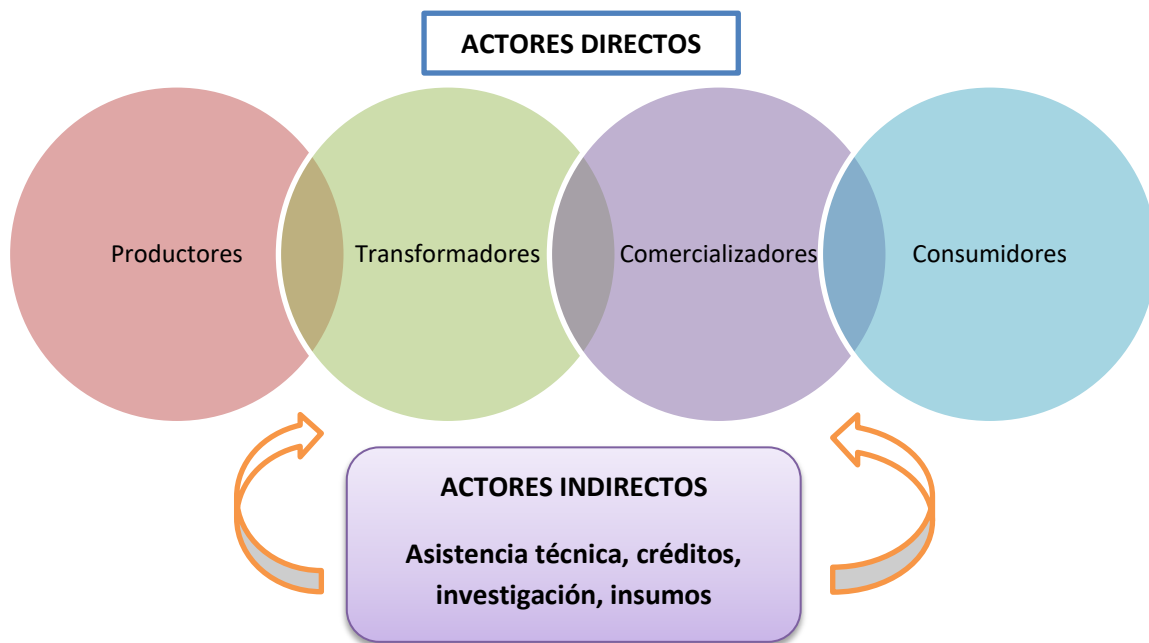 ACTORES DIRECTOS
Productores
Transformadores
Comercializadores
Consumidores
ACTORES INDIRECTOS
Asistencia técnica, créditos,
investigación, insumos